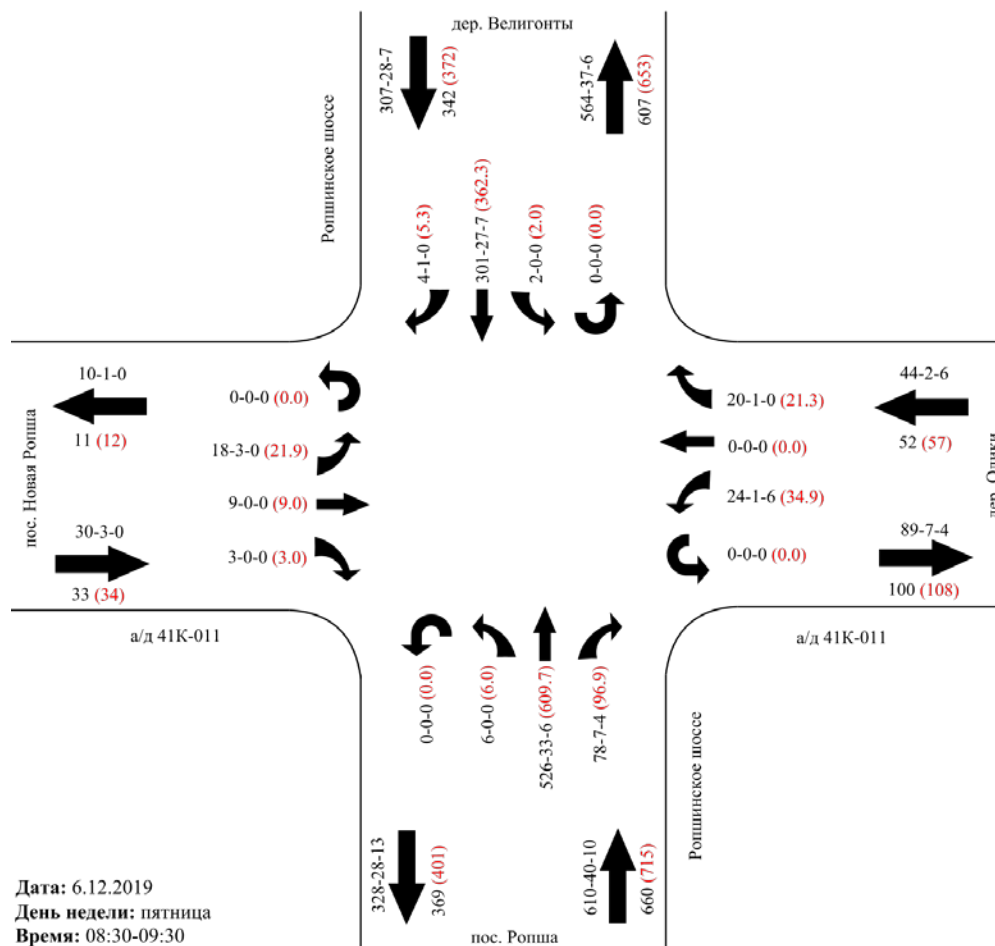 дер. Велигонты
307-28-7
342 (372)
564-37-6
607 (653)
Ропшинское шоссе
4-1-0 (5.3)
301-27-7 (362.3)
2-0-0 (2.0)
0-0-0 (0.0)
10-1-0
11 (12)
0-0-0 (0.0)
18-3-0 (21.9)
9-0-0 (9.0)
3-0-0 (3.0)
пос. Новая Ропша
30-3-0
33 (34)
а/д 41К-011
20-1-0 (21.3)
0-0-0 (0.0)
24-1-6 (34.9)
0-0-0 (0.0)
44-2-6
52 (57)
дер. Олики
89-7-4
100 (108)
а/д 41К-011
0-0-0 (0.0)
6-0-0 (6.0)
526-33-6 (609.7)
78-7-4 (96.9)
Ропшинское шоссе
328-28-13
369 (401)
610-40-10
660 (715)
Дата: 6.12.2019
День недели: пятница
Время: 08:30-09:30
пос. Ропша